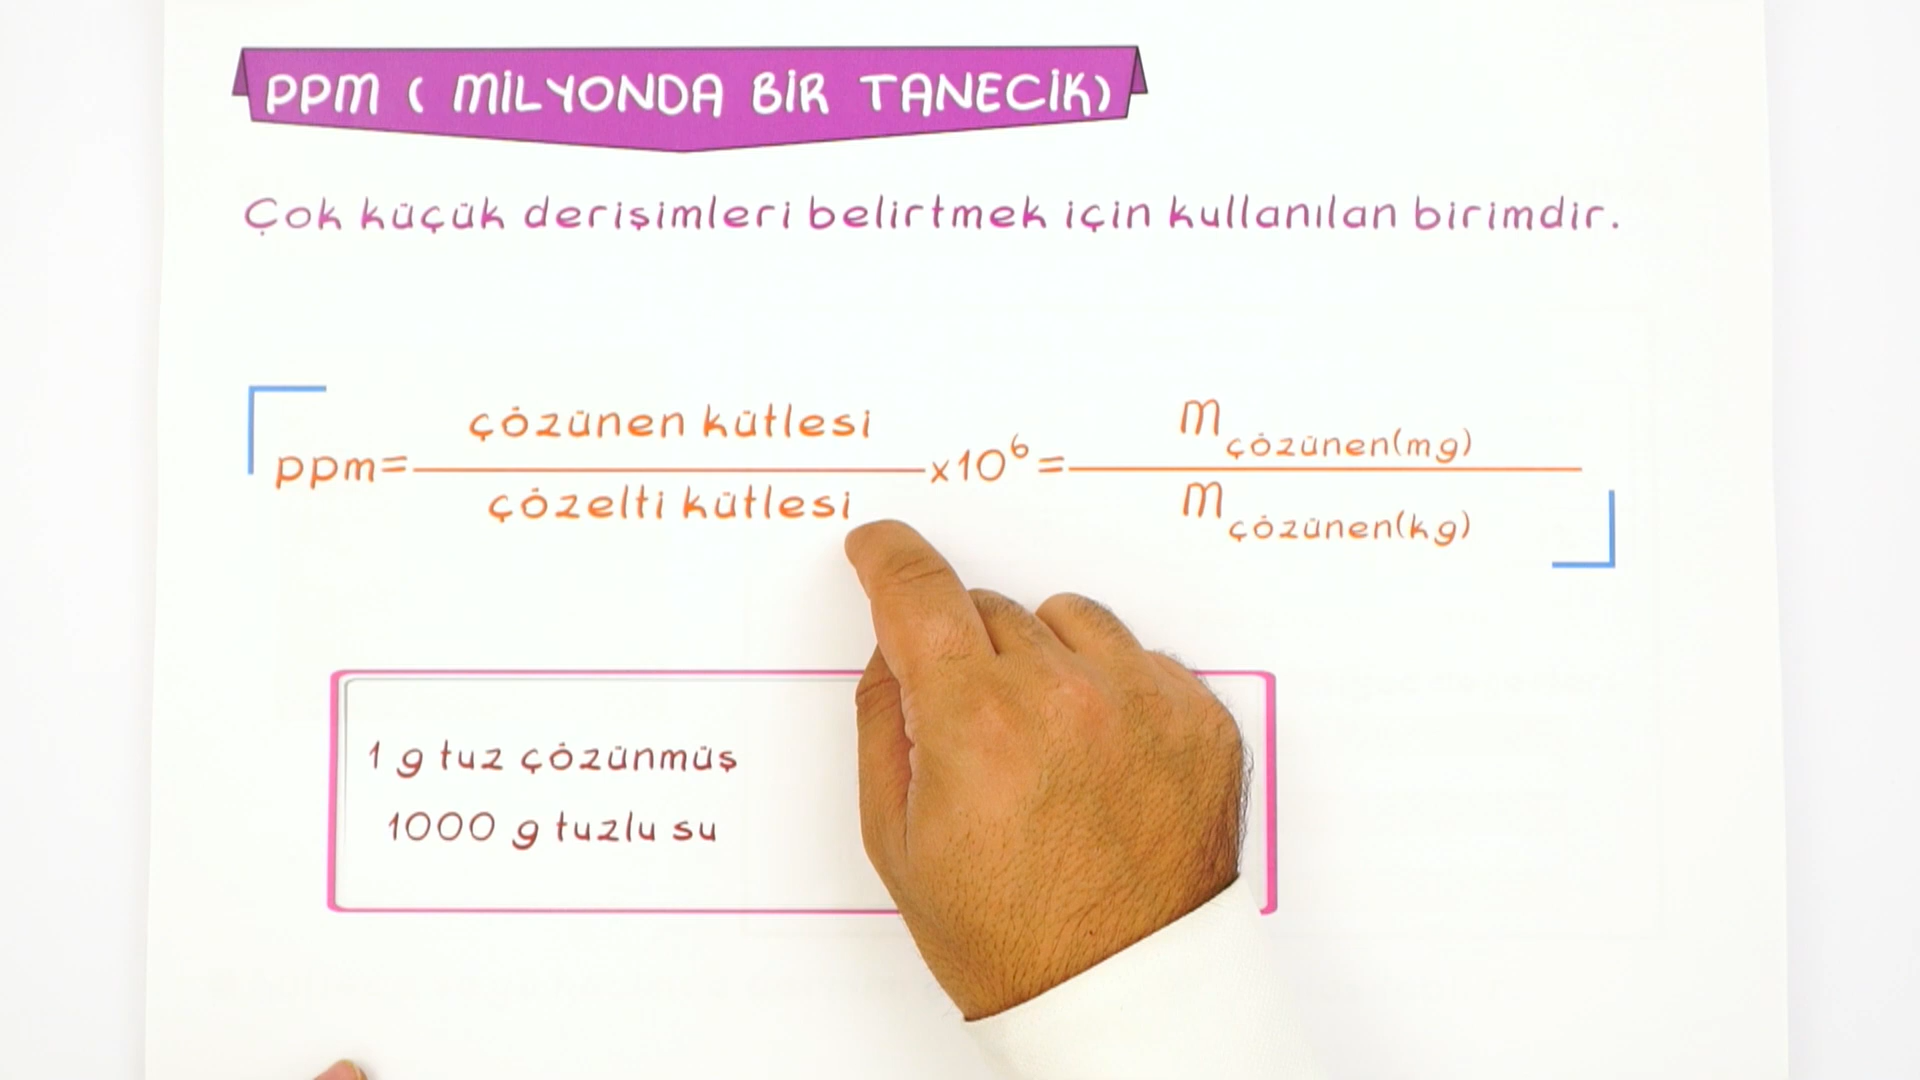 PPM ( MİLYONDA BİR TANECİK)
Çok küçük derişimleri belirtmek için kullanılan birimdir.
ppm= çözünen kütlesi / çözelti kütlesi x10⁶ = m çözünen(mg) / m çözünen(kg)
1 g tuz çözünmüş
1000 g tuzlu su